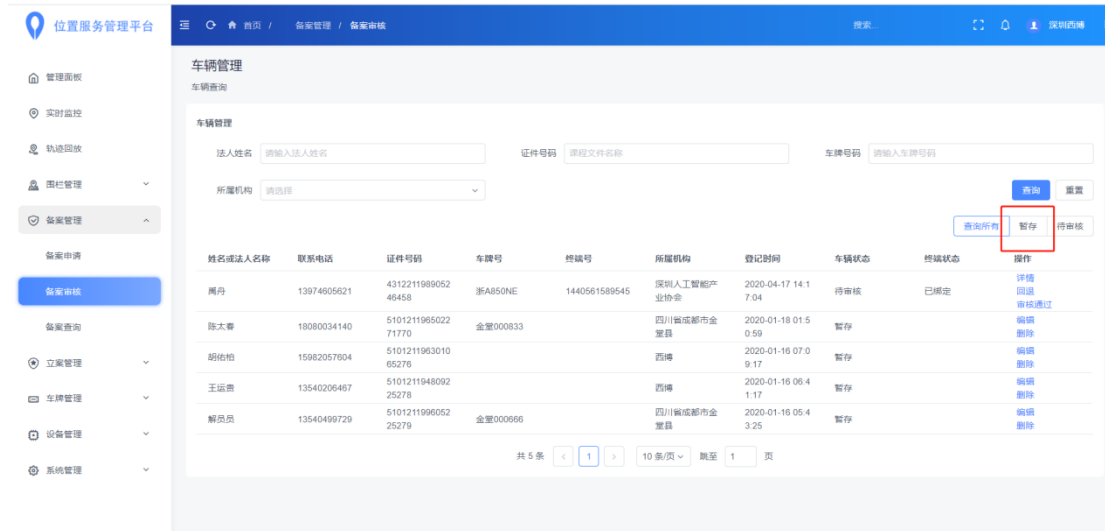 位置服务管理平台
首页 / 备案管理 / 备案审核
搜索...
深圳西博
管理面板
实时监控
轨迹回放
围栏管理
备案管理
备案申请
备案审核
备案查询
立案管理
车牌管理
设备管理
系统管理
车辆管理
车辆查询
车辆管理
法人姓名 请输入法人姓名 证件号码 课程文件名称 车牌号码 请输入车牌号码
所属机构 请选择 查询 重置
查询所有 暂存 待审核
姓名或法人名称 联系电话 证件号码 车牌号 终端号 所属机构 登记时间 车辆状态 终端状态 操作
禹丹 13974605621 4312211989052 浙A850NE 1440561589545 深圳人工智能产 2020-04-17 14:1 待审核 已绑定 详情
46458 业协会 7:04 回退
审核通过
陈太春 18080034140 5101211965022 金堂000833 四川省成都市金 2020-01-18 01:5 暂存 编辑
71770 堂县 0:59 删除
胡佑柏 15982057604 5101211963010 西博 2020-01-16 07:0 暂存 编辑
65276 9:17 删除
王运贵 13540206467 5101211948092 西博 2020-01-16 06:4 暂存 编辑
25278 1:17 删除
解员员 13540499729 5101211996052 金堂000666 四川省成都市金 2020-01-16 05:4 暂存 编辑
25279 堂县 3:25 删除
共 5 条 < 1 > 10 条/页 跳至 1 页